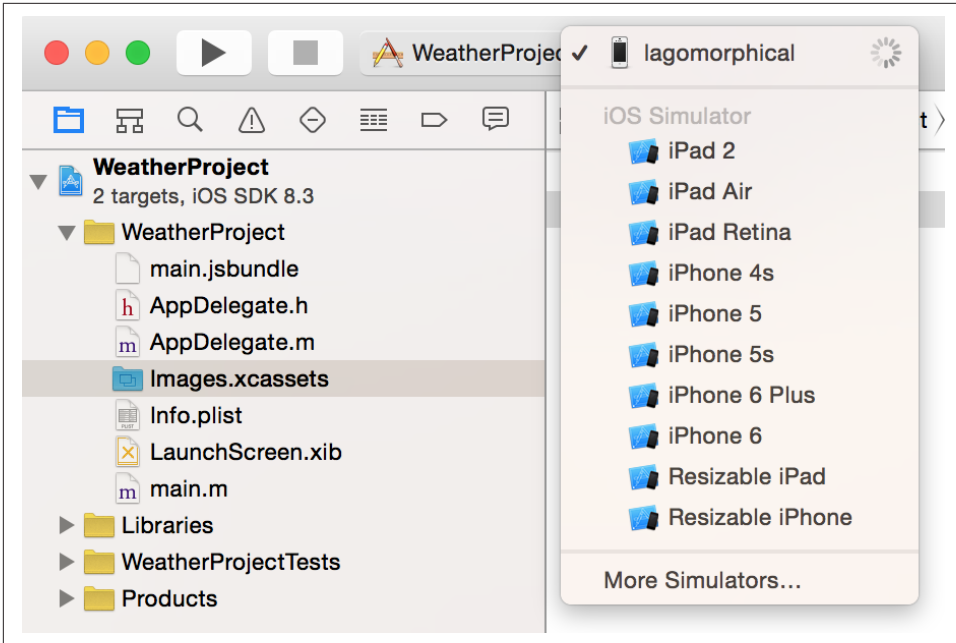 WeatherProjec
lagomorphical
iOS Simulator
t
iPad 2
iPad Air
iPad Retina
iPhone 4s
iPhone 5
iPhone 5s
iPhone 6 Plus
iPhone 6
Resizable iPad
Resizable iPhone
More Simulators...
WeatherProject
2 targets, iOS SDK 8.3
WeatherProject
main.jsbundle
h AppDelegate.h
m AppDelegate.m
Images.xcassets
PLIST Info.plist
LaunchScreen.xib
m main.m
Libraries
WeatherProjectTests
Products